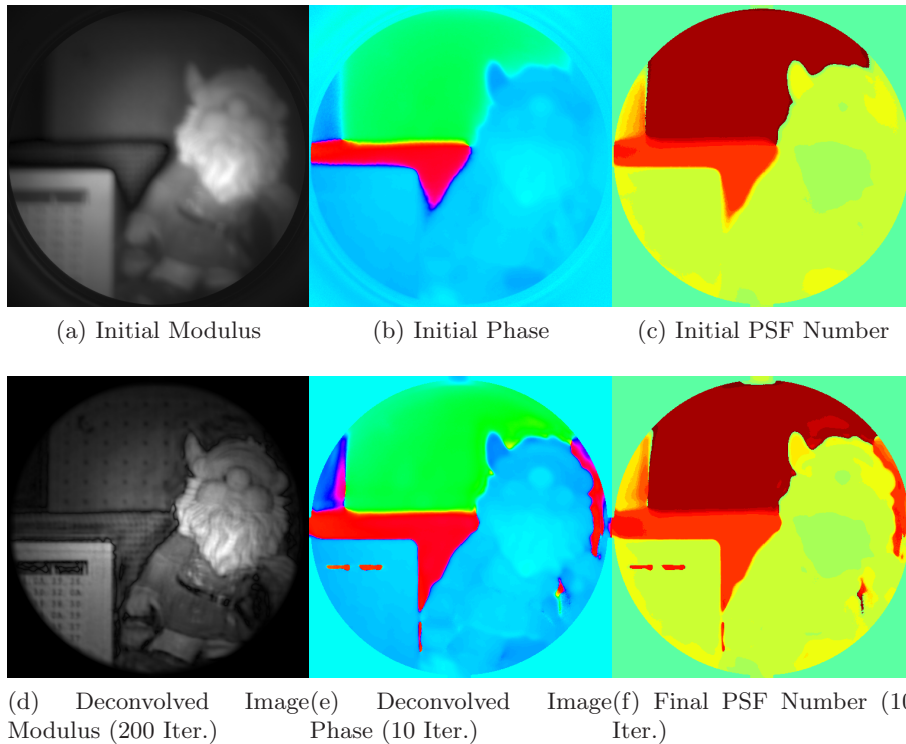 (a) Initial Modulus
(b) Initial Phase
(c) Initial PSF Number
(d) Deconvolved Image
Modulus (200 Iter.)
(e) Deconvolved Image
Phase (10 Iter.)
(f) Final PSF Number (10
Iter.)